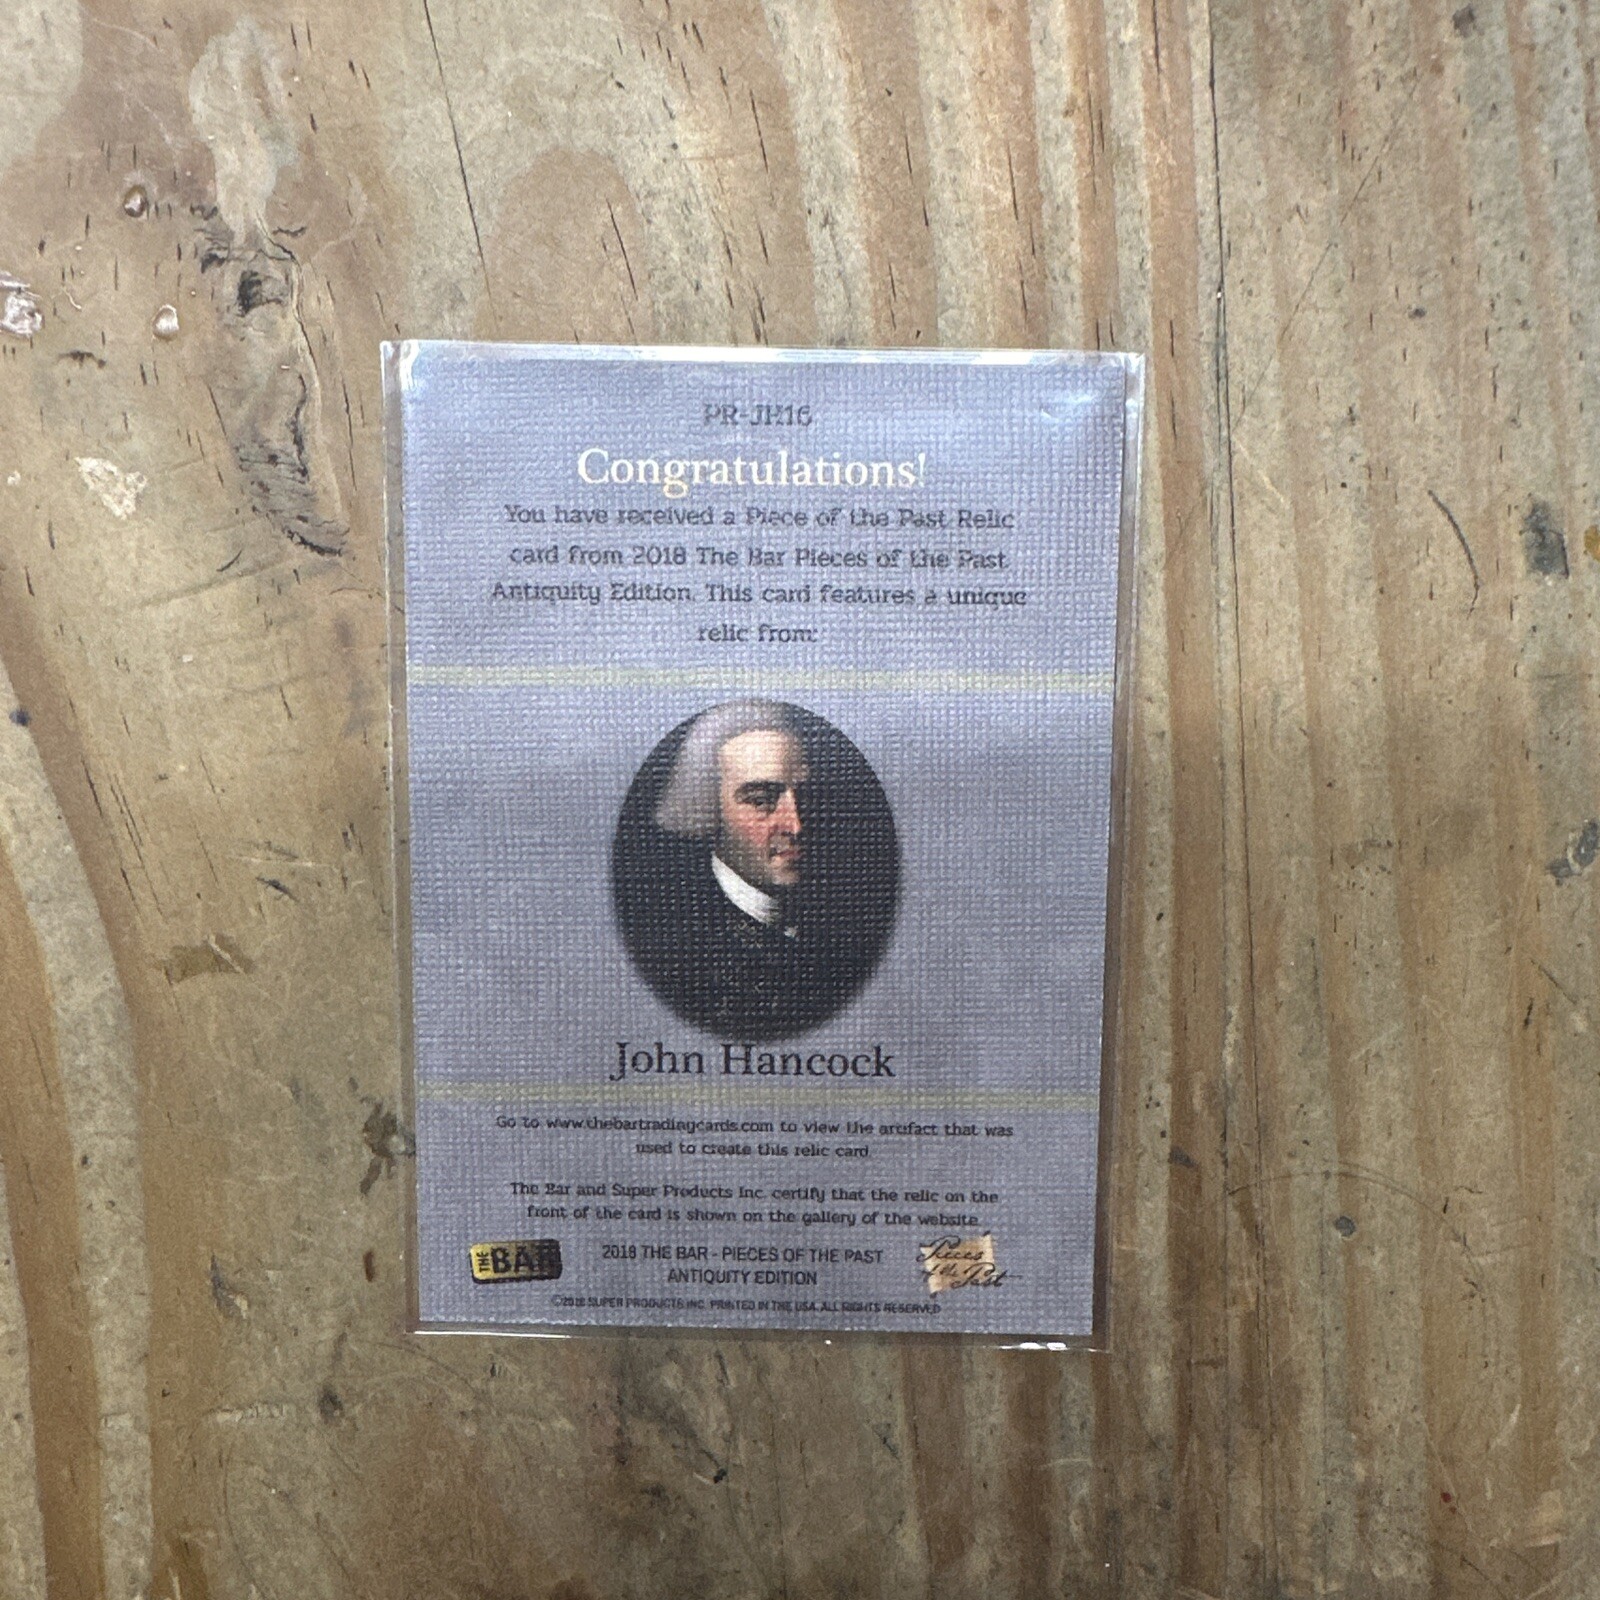 PR-JH16
Congratulations!
You have received a Piece of the Past Relic
card from 2018 The Bar Pieces of the Past
Antiquity Edition. This card features a unique
relic from:
John Hancock
Go to www.thebartradingcards.com to view the artifact that was
used to create this relic card.
The Bar and Super Products Inc. certify that the relic on the
front of the card is shown on the gallery of the website.
THE BAR
2018 THE BAR - PIECES OF THE PAST
ANTIQUITY EDITION
Pieces
of the Past
©2018 SUPER PRODUCTS INC. PRINTED IN THE USA. ALL RIGHTS RESERVED